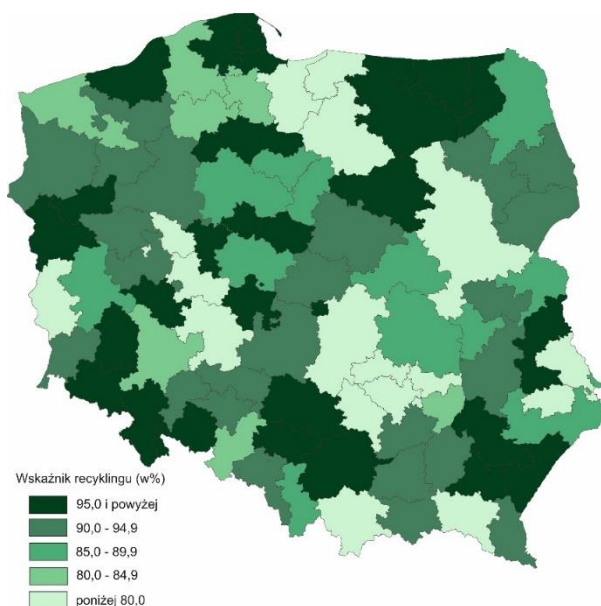 Wskaźnik recyklingu (w%)
95,0 i powyżej
90,0 - 94,9
85,0 - 89,9
80,0 - 84,9
poniżej 80,0